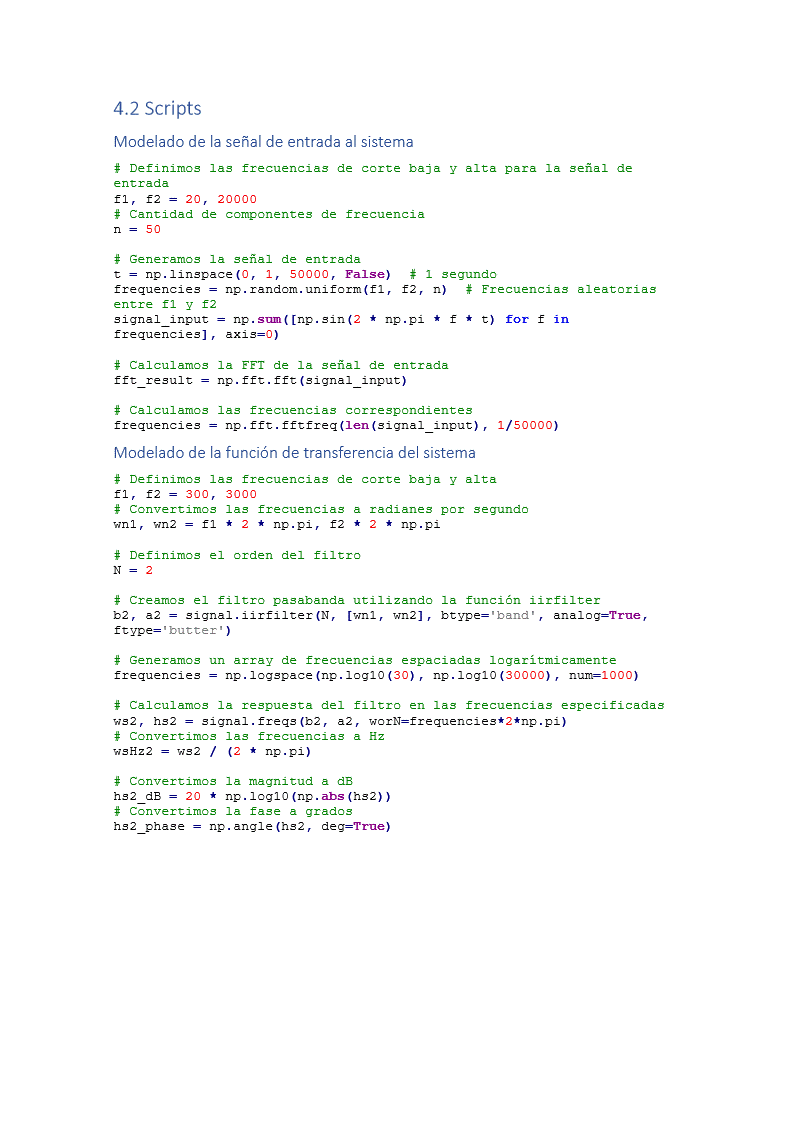 4.2 Scripts
Modelado de la señal de entrada al sistema
# Definimos las frecuencias de corte baja y alta para la señal de
entrada
f1, f2 = 20, 20000
# Cantidad de componentes de frecuencia
n = 50
# Generamos la señal de entrada
t = np.linspace(0, 1, 50000, False)  # 1 segundo
frequencies = np.random.uniform(f1, f2, n)  # Frecuencias aleatorias
entre f1 y f2
signal_input = np.sum([np.sin(2 * np.pi * f * t) for f in
frequencies], axis=0)
# Calculamos la FFT de la señal de entrada
fft_result = np.fft.fft(signal_input)
# Calculamos las frecuencias correspondientes
frequencies = np.fft.fftfreq(len(signal_input), 1/50000)
Modelado de la función de transferencia del sistema
# Definimos las frecuencias de corte baja y alta
f1, f2 = 300, 3000
# Convertimos las frecuencias a radianes por segundo
wn1, wn2 = f1 * 2 * np.pi, f2 * 2 * np.pi
# Definimos el orden del filtro
N = 2
# Creamos el filtro pasabanda utilizando la función iirfilter
b2, a2 = signal.iirfilter(N, [wn1, wn2], btype='band', analog=True,
ftype='butter')
# Generamos un array de frecuencias espaciadas logarítmicamente
frequencies = np.logspace(np.log10(30), np.log10(30000), num=1000)
# Calculamos la respuesta del filtro en las frecuencias especificadas
ws2, hs2 = signal.freqs(b2, a2, worN=frequencies*2*np.pi)
# Convertimos las frecuencias a Hz
wsHz2 = ws2 / (2 * np.pi)
# Convertimos la magnitud a dB
hs2_dB = 20 * np.log10(np.abs(hs2))
# Convertimos la fase a grados
hs2_phase = np.angle(hs2, deg=True)